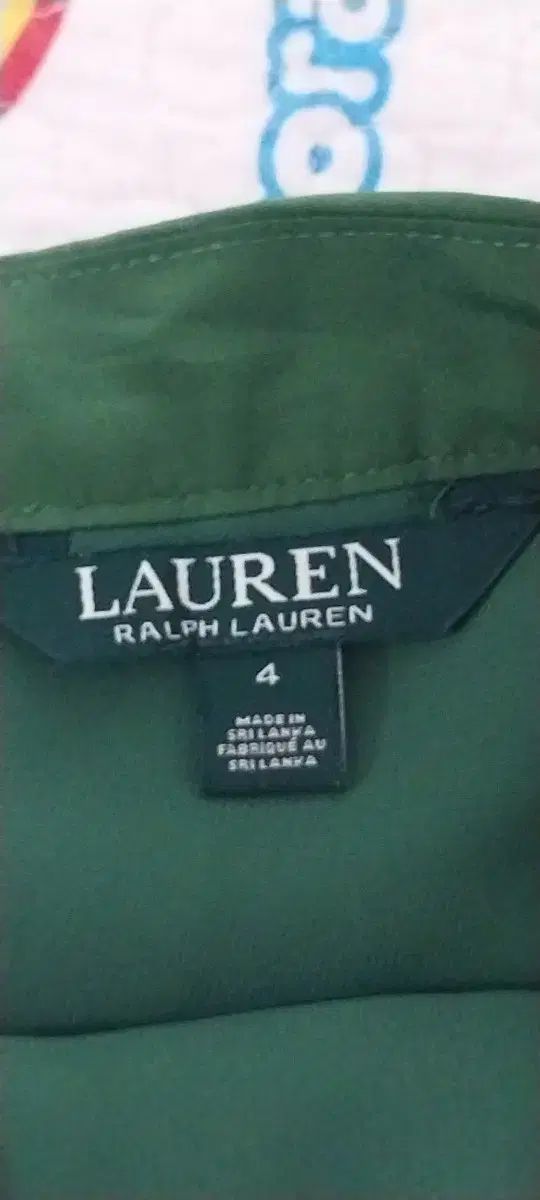 LAUREN
RALPH LAUREN
4
MADE IN
SRI LANKA
FABRIQUÉ AU
SRI LANKA